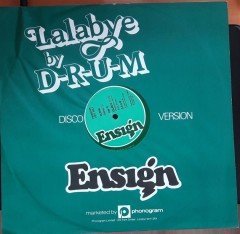 Lalabye
by
D-R-U-M
DISCO
VERSION
Ensign
Ensign
marketed by phonogram